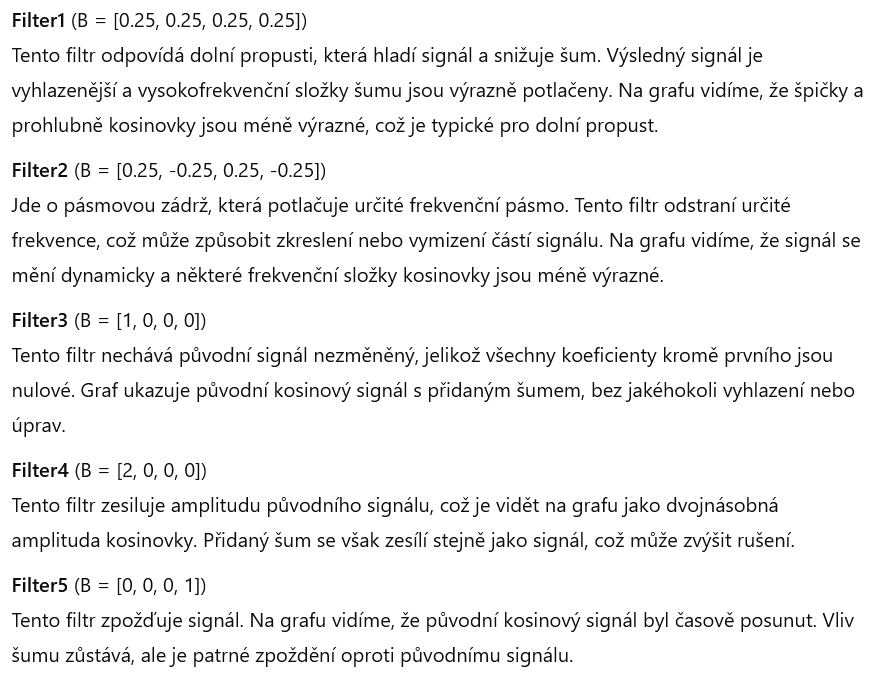 Filter1 (B = [0.25, 0.25, 0.25, 0.25])
Tento filtr odpovídá dolní propusti, která hladí signál a snižuje šum. Výsledný signál je
vyhlazenější a vysokofrekvenční složky šumu jsou výrazně potlačeny. Na grafu vidíme, že špičky a
prohlubně kosinovky jsou méně výrazné, což je typické pro dolní propust.
Filter2 (B = [0.25, -0.25, 0.25, -0.25])
Jde o pásmovou zádrž, která potlačuje určité frekvenční pásmo. Tento filtr odstraní určité
frekvence, což může způsobit zkreslení nebo vymizení částí signálu. Na grafu vidíme, že signál se
mění dynamicky a některé frekvenční složky kosinovky jsou méně výrazné.
Filter3 (B = [1, 0, 0, 0])
Tento filtr nechává původní signál nezměněný, jelikož všechny koeficienty kromě prvního jsou
nulové. Graf ukazuje původní kosinový signál s přidaným šumem, bez jakéhokoli vyhlazení nebo
úprav.
Filter4 (B = [2, 0, 0, 0])
Tento filtr zesiluje amplitudu původního signálu, což je vidět na grafu jako dvojnásobná
amplituda kosinovky. Přidaný šum se však zesílí stejně jako signál, což může zvýšit rušení.
Filter5 (B = [0, 0, 0, 1])
Tento filtr zpožďuje signál. Na grafu vidíme, že původní kosinový signál byl časově posunut. Vliv
šumu zůstává, ale je patrné zpoždění oproti původnímu signálu.